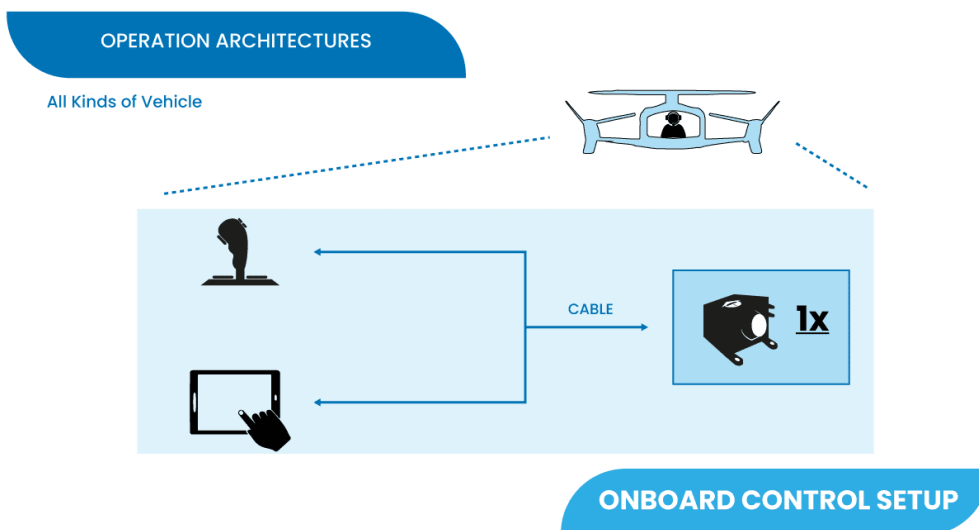 OPERATION ARCHITECTURES
All Kinds of Vehicle
CABLE
1x
ONBOARD CONTROL SETUP